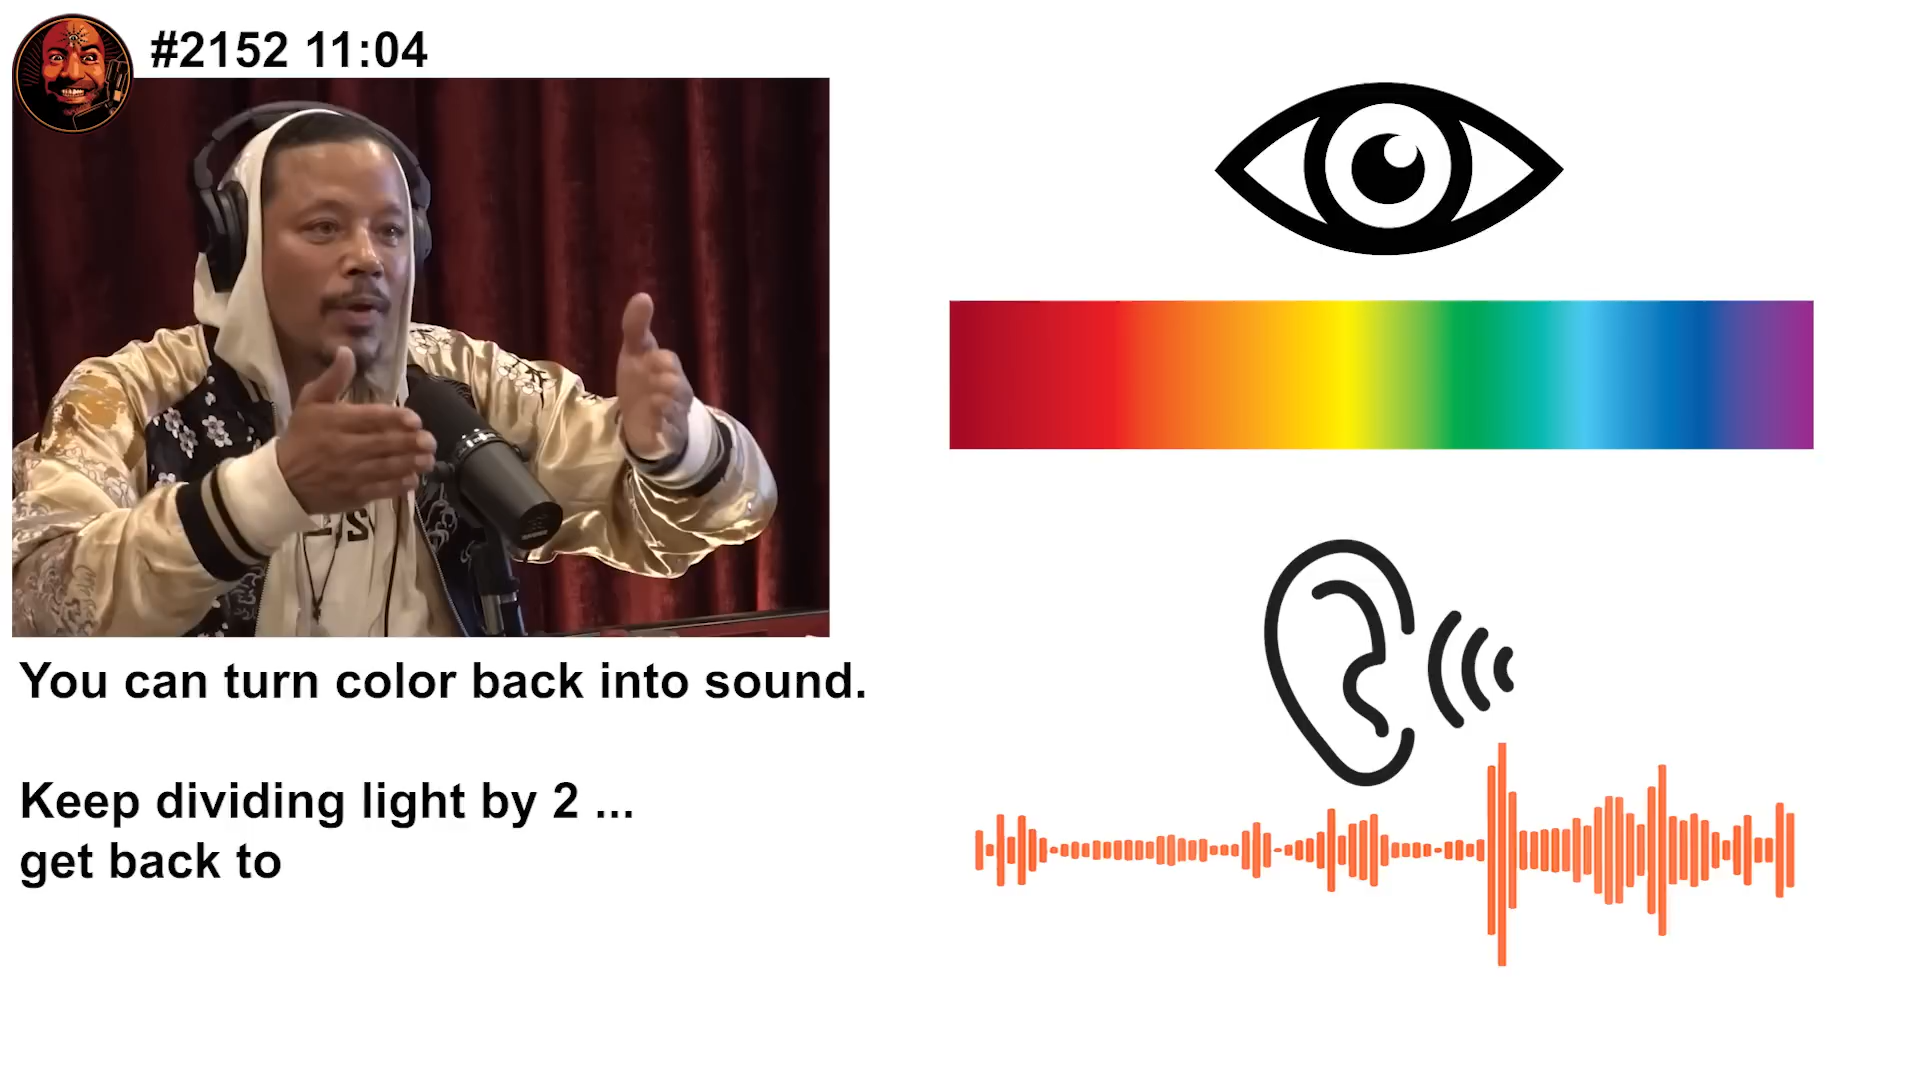 #2152 11:04
You can turn color back into sound.
Keep dividing light by 2 ...
get back to